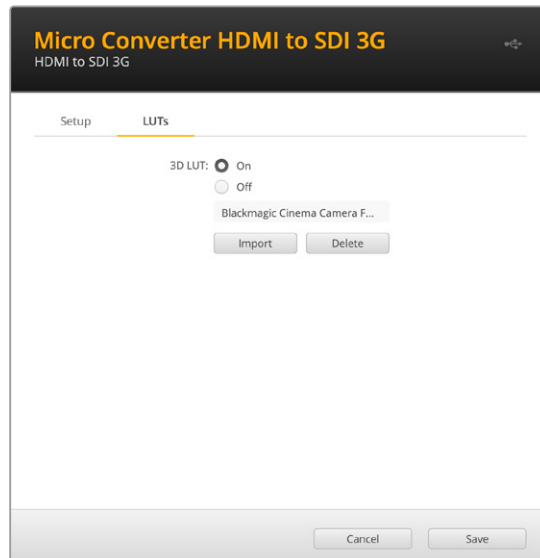 Micro Converter HDMI to SDI 3G
HDMI to SDI 3G
Setup LUTs
3D LUT: On
Off
Blackmagic Cinema Camera F...
Import Delete
Cancel Save